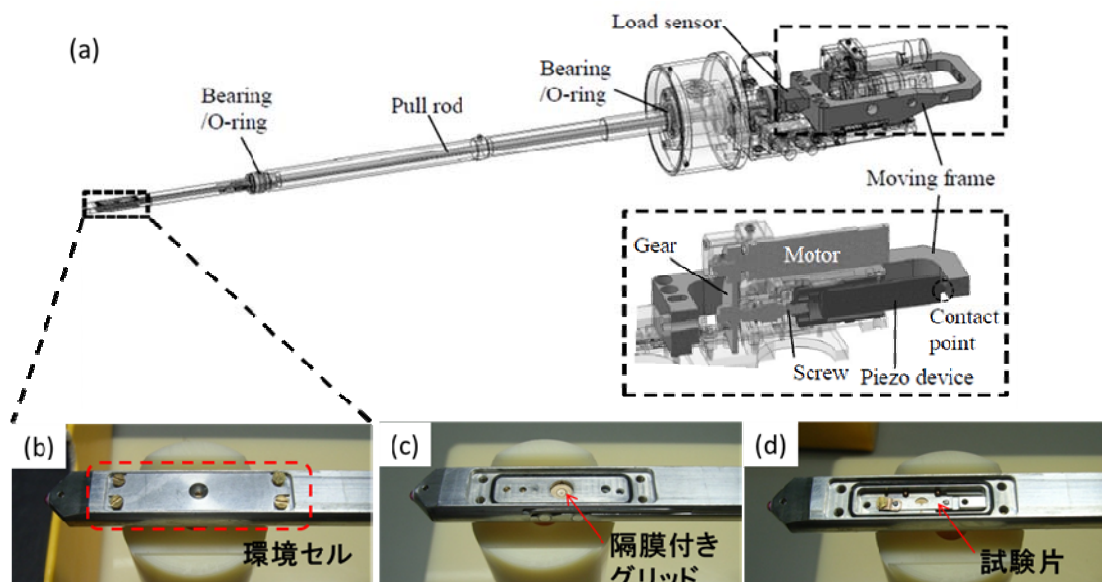 (a)
Load sensor
Bearing
/O-ring
Pull rod
Bearing
/O-ring
Moving frame
Gear
Motor
Contact
point
Screw
Piezo device
(b)
環境セル
(c)
隔膜付き
グリッド
(d)
試験片